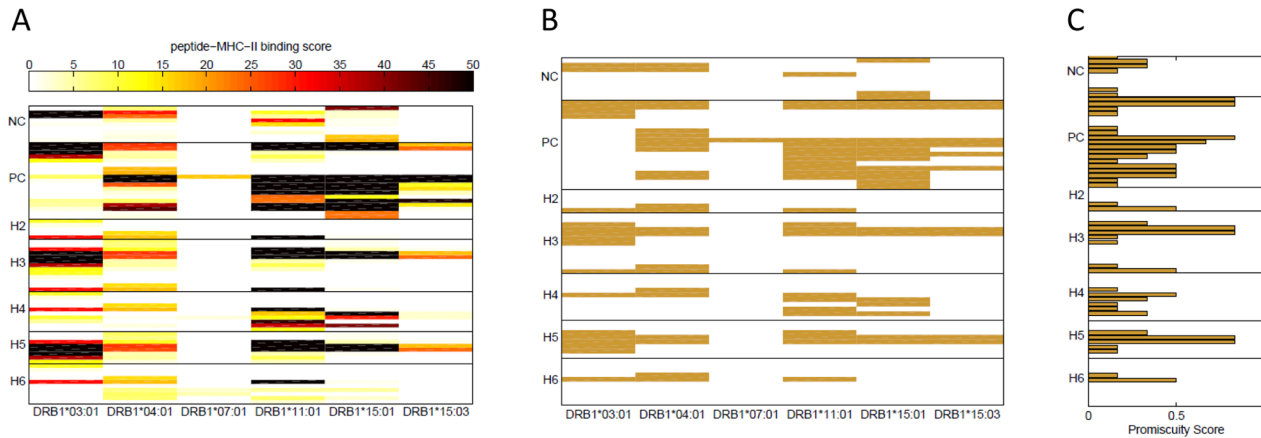 A
B
C
peptide−MHC−II binding score
0 5 10 15 20 25 30 35 40 45 50
NC
PC
H2
H3
H4
H5
H6
DRB1*03:01 DRB1*04:01 DRB1*07:01 DRB1*11:01 DRB1*15:01 DRB1*15:03
NC
PC
H2
H3
H4
H5
H6
DRB1*03:01 DRB1*04:01 DRB1*07:01 DRB1*11:01 DRB1*15:01 DRB1*15:03
NC
PC
H2
H3
H4
H5
H6
0 0.5
Promiscuity Score